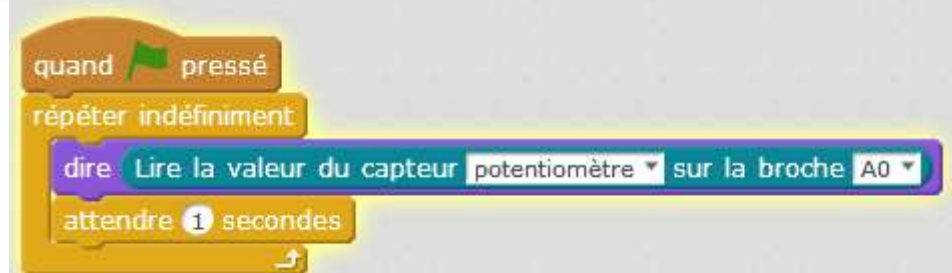 quand pressé
répéter indéfiniment
dire Lire la valeur du capteur potentiomètre sur la broche A0
attendre 1 secondes